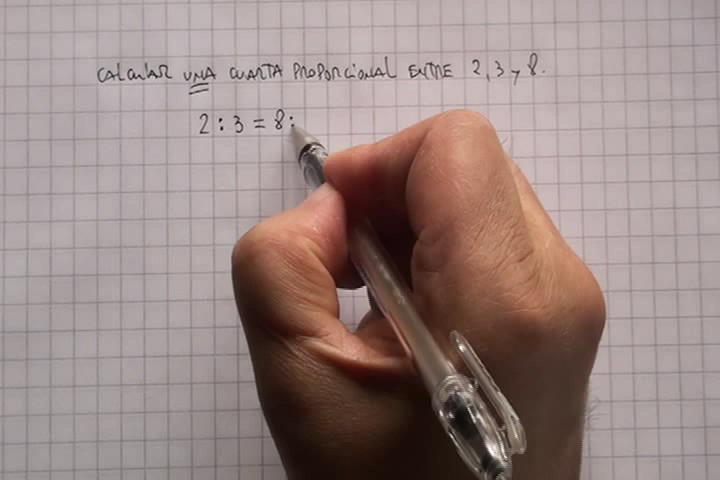 CALCULAR UNA CUARTA PROPORCIONAL ENTRE 2, 3 y 8.
2 : 3 = 8 :